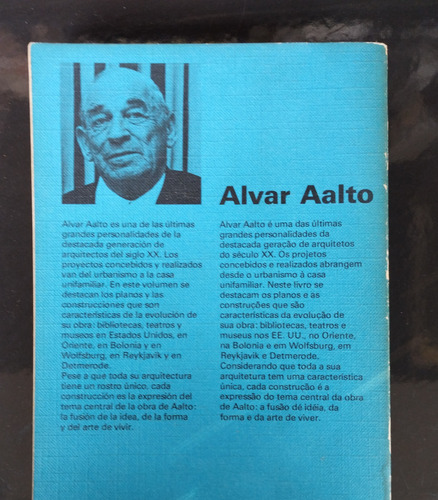 Alvar Aalto
Alvar Aalto es una de las últimas
grandes personalidades de la
destacada generación de
arquitectos del siglo XX. Los
proyectos concebidos y realizados
van del urbanismo a la casa
unifamiliar. En este volumen se
destacan los planos y las
construcciones que son
características de la evolución de
su obra: bibliotecas, teatros y
museos en Estados Unidos, en
Oriente, en Bolonia y en
Wolfsburg, en Reykjavik y en
Detmerode.
Pese a que toda su arquitectura
tiene un rostro único, cada
construcción es la expresión del
tema central de la obra de Aalto:
la fusión de la idea, de la forma
y del arte de vivir.
Alvar Aalto é uma das últimas
grandes personalidades da
destacada geração de arquitetos
do século XX. Os projetos
concebidos e realizados abrangem
desde o urbanismo à casa
unifamiliar. Neste livro se
destacam os planos e as
construções que são
características da evolução de
sua obra: bibliotecas, teatros e
museus nos EE. UU., no Oriente,
na Bolonia e em Wolfsburg, em
Reykjavik e Detmerode.
Considerando que toda a sua
arquitetura tem uma característica
única, cada construcão é a
expressão do tema central da obra
de Aalto: a fusão de idéia, da
forma e da arte de viver.